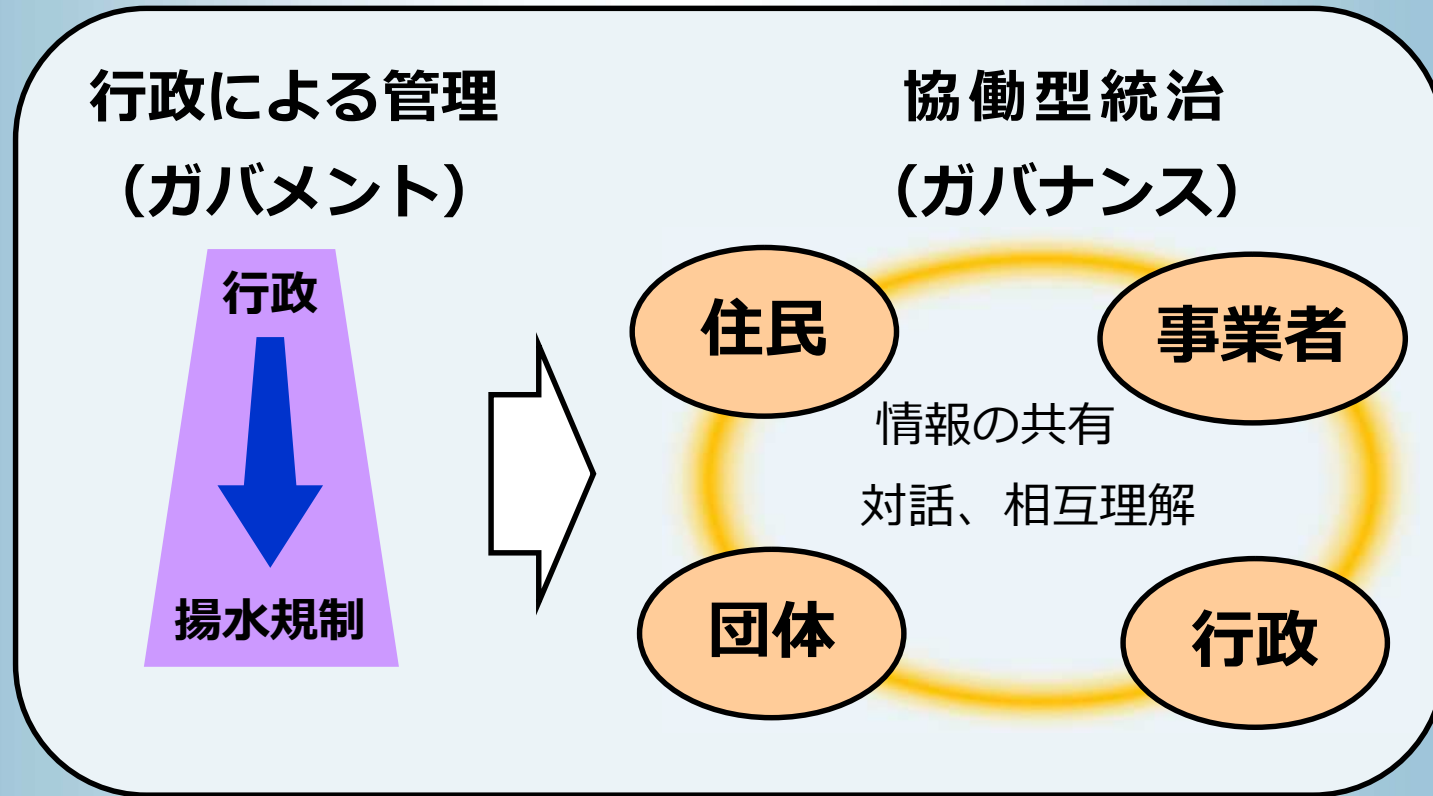 行政による管理
（ガバメント）
行政
揚水規制
協働型統治
（ガバナンス）
住民
事業者
情報の共有
対話、相互理解
団体
行政